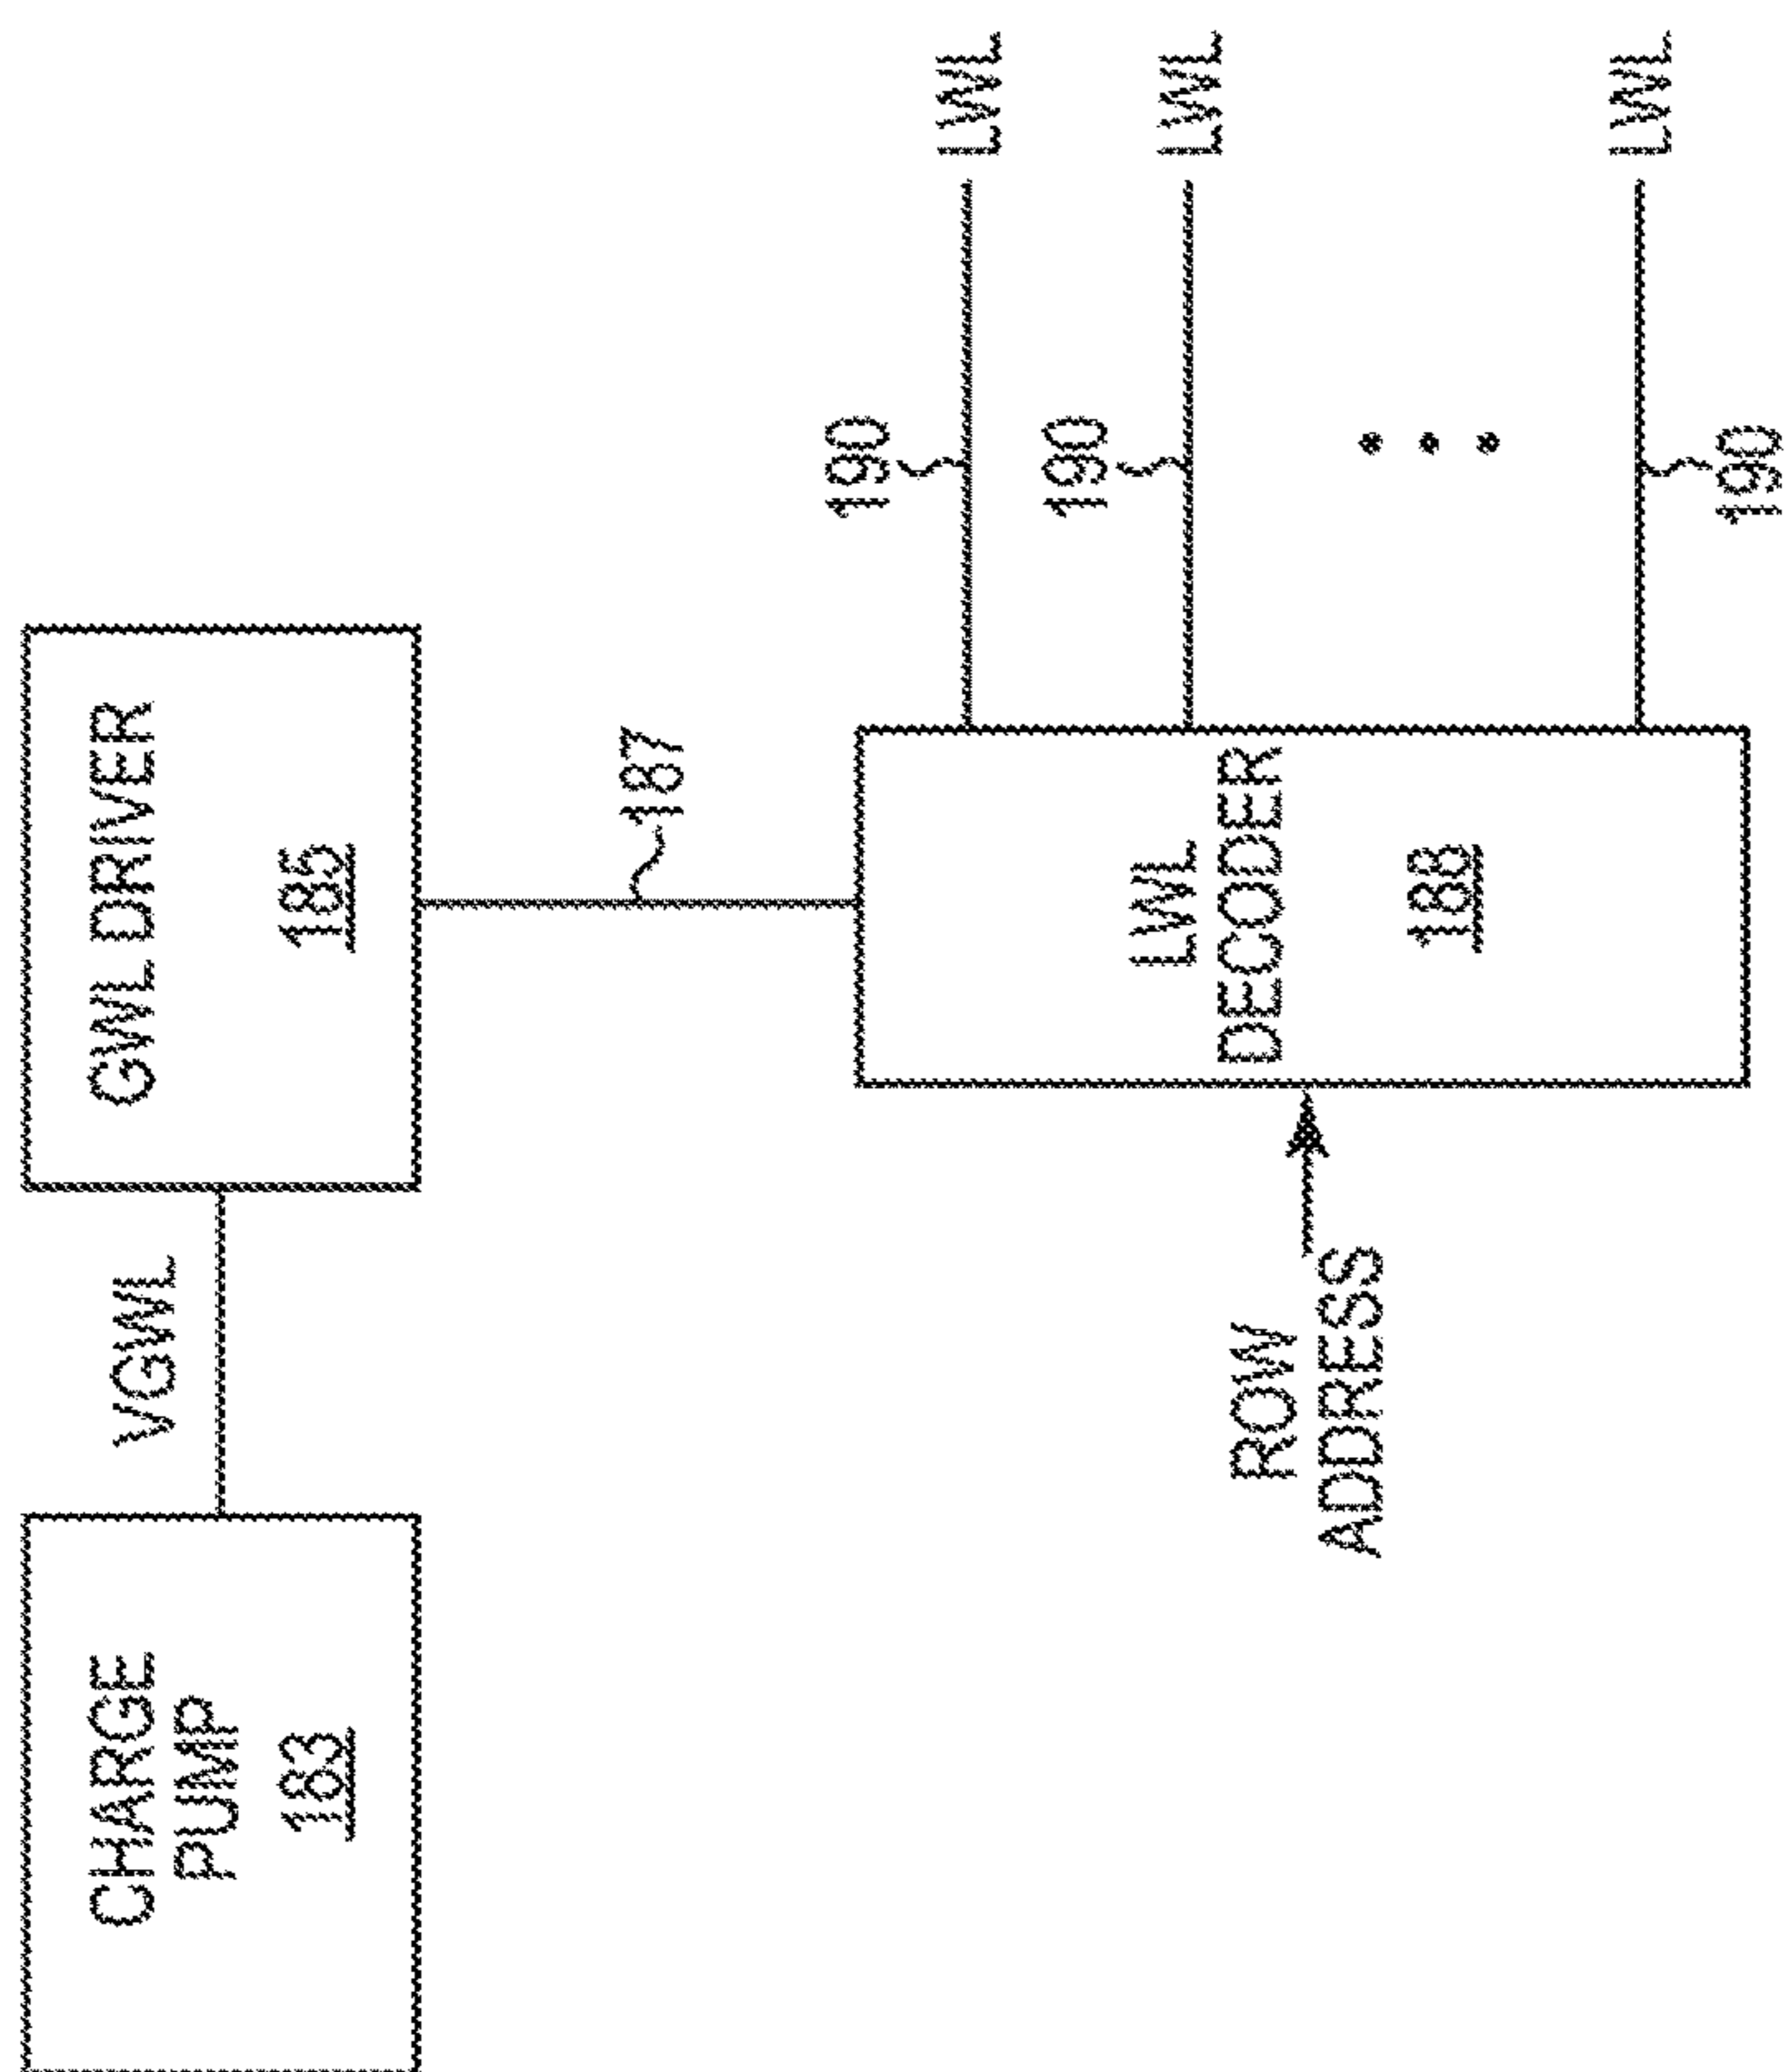 CHARGE
PUMP
183
VGWL
GWL DRIVER
185
187
ROW
ADDRESS
LWL
DECODER
188
190
LWL
190
LWL
190
LWL